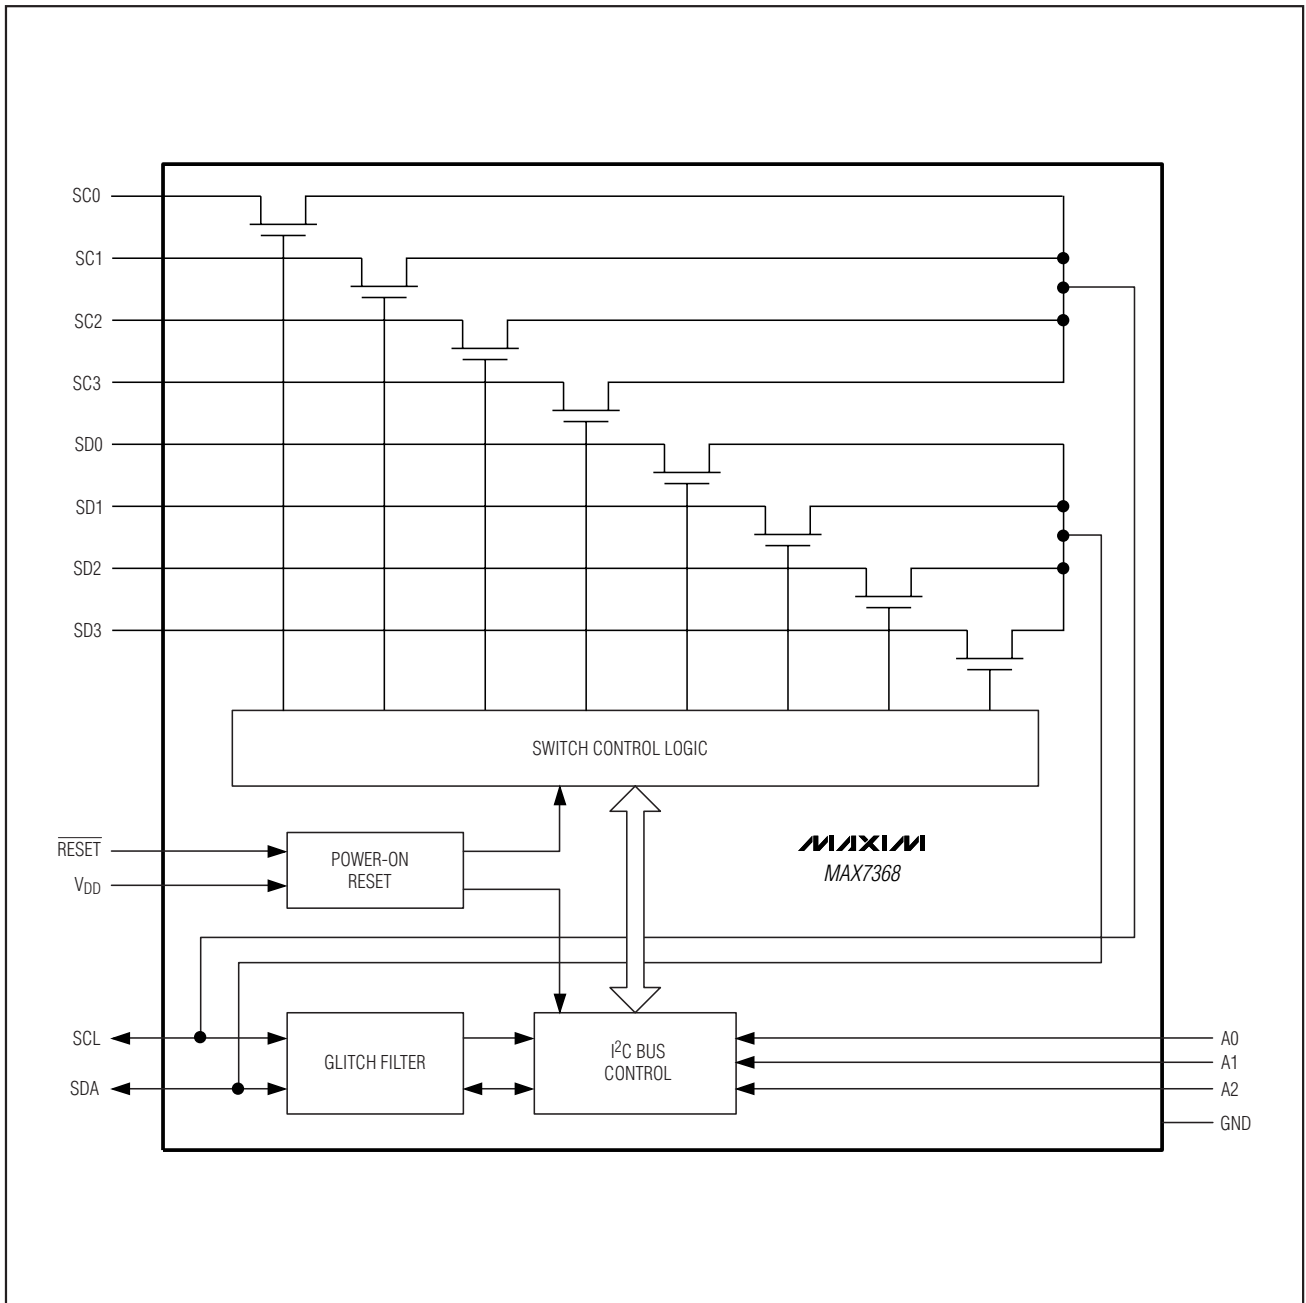 SC0
SC1
SC2
SC3
SD0
SD1
SD2
SD3
SWITCH CONTROL LOGIC
RESET
VDD
POWER-ON
RESET
MAXIM
MAX7368
SCL
SDA
GLITCH FILTER
I²C BUS
CONTROL
A0
A1
A2
GND